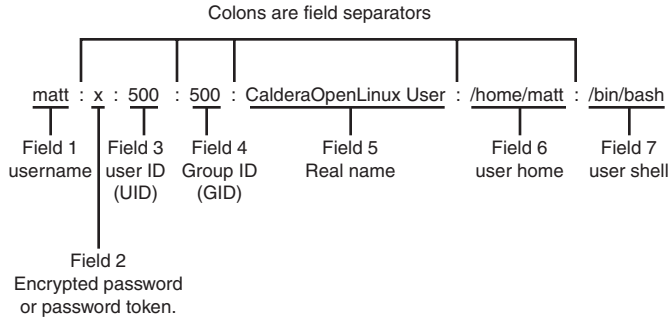 Colons are field separators
matt : x : 500 : 500 : CalderaOpenLinux User : /home/matt : /bin/bash
Field 1
username
Field 3
user ID
(UID)
Field 4
Group ID
(GID)
Field 5
Real name
Field 6
user home
Field 7
user shell
Field 2
Encrypted password
or password token.